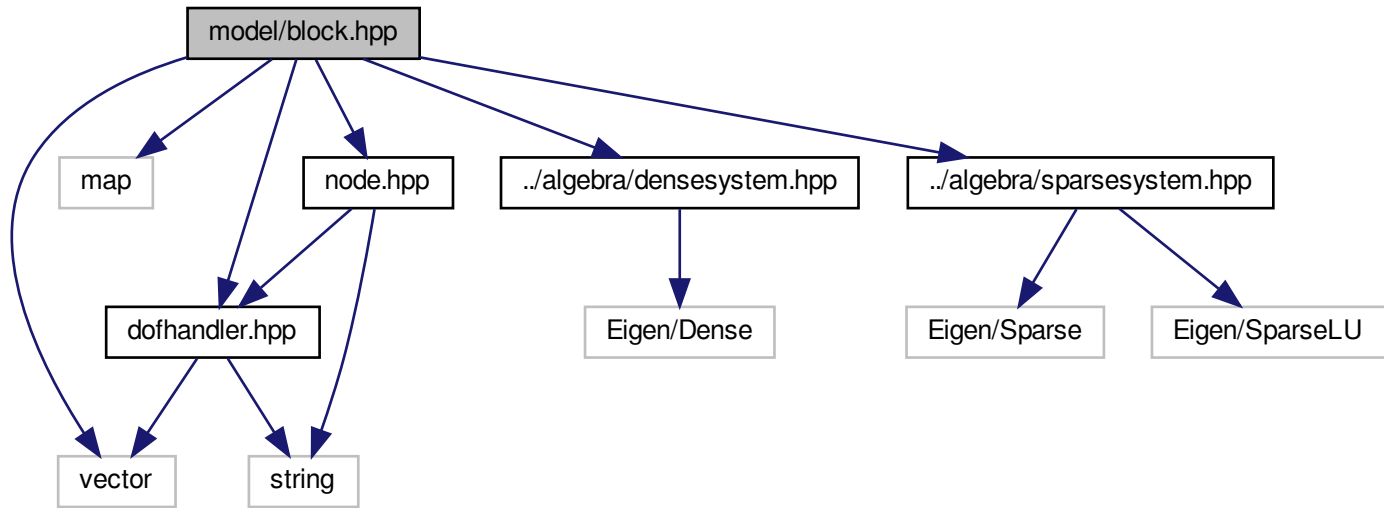 model/block.hpp
map
node.hpp
../algebra/densesystem.hpp
../algebra/sparsesystem.hpp
dofhandler.hpp
Eigen/Dense
Eigen/Sparse
Eigen/SparseLU
vector
string